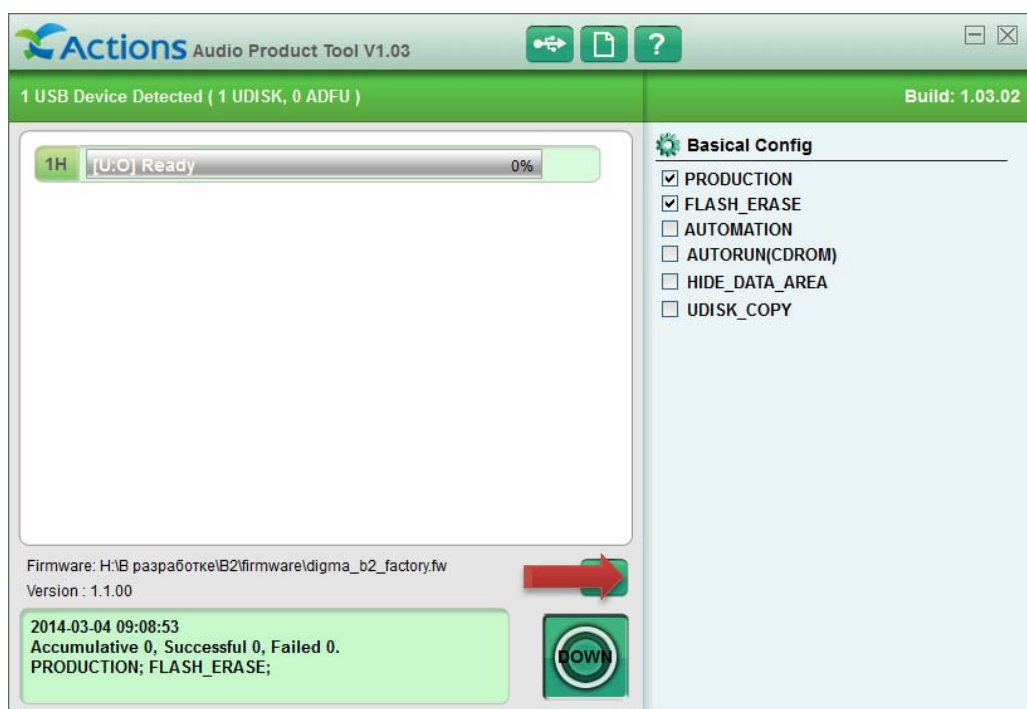 Actions Audio Product Tool V1.03
?
1 USB Device Detected ( 1 UDISK, 0 ADFU )
Build: 1.03.02
1H [U:O] Ready 0%
Basical Config
PRODUCTION
FLASH_ERASE
AUTOMATION
AUTORUN(CDROM)
HIDE_DATA_AREA
UDISK_COPY
Firmware: H:\В разработке\B2\firmware\digma_b2_factory.fw
Version : 1.1.00
2014-03-04 09:08:53
Accumulative 0, Successful 0, Failed 0.
PRODUCTION; FLASH_ERASE;
DOWN